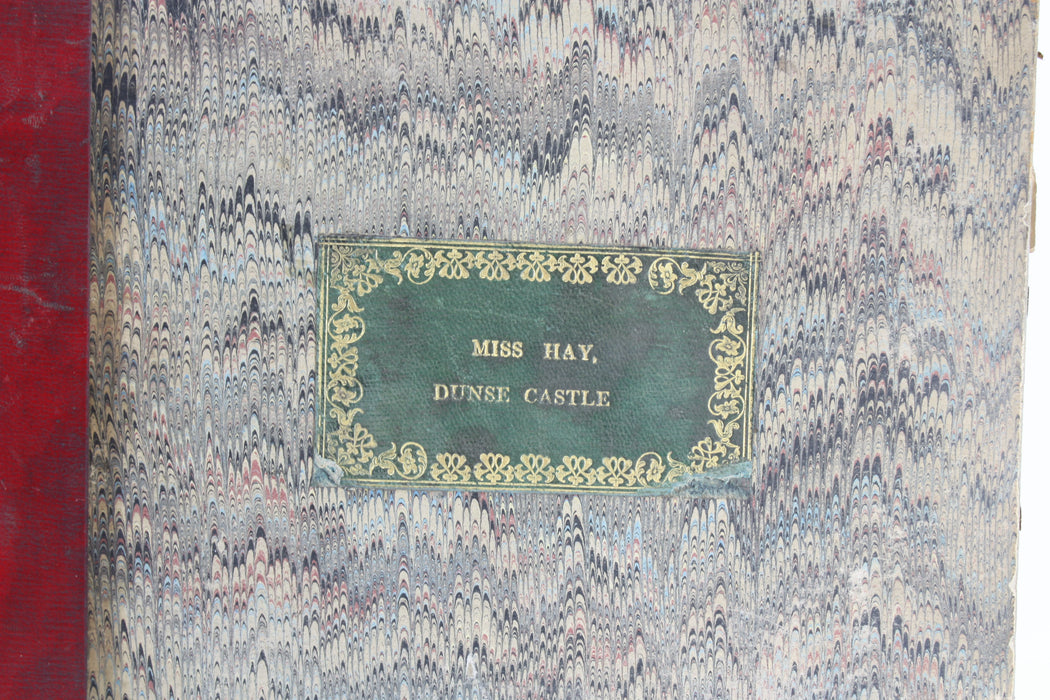 MISS HAY,
DUNSE CASTLE